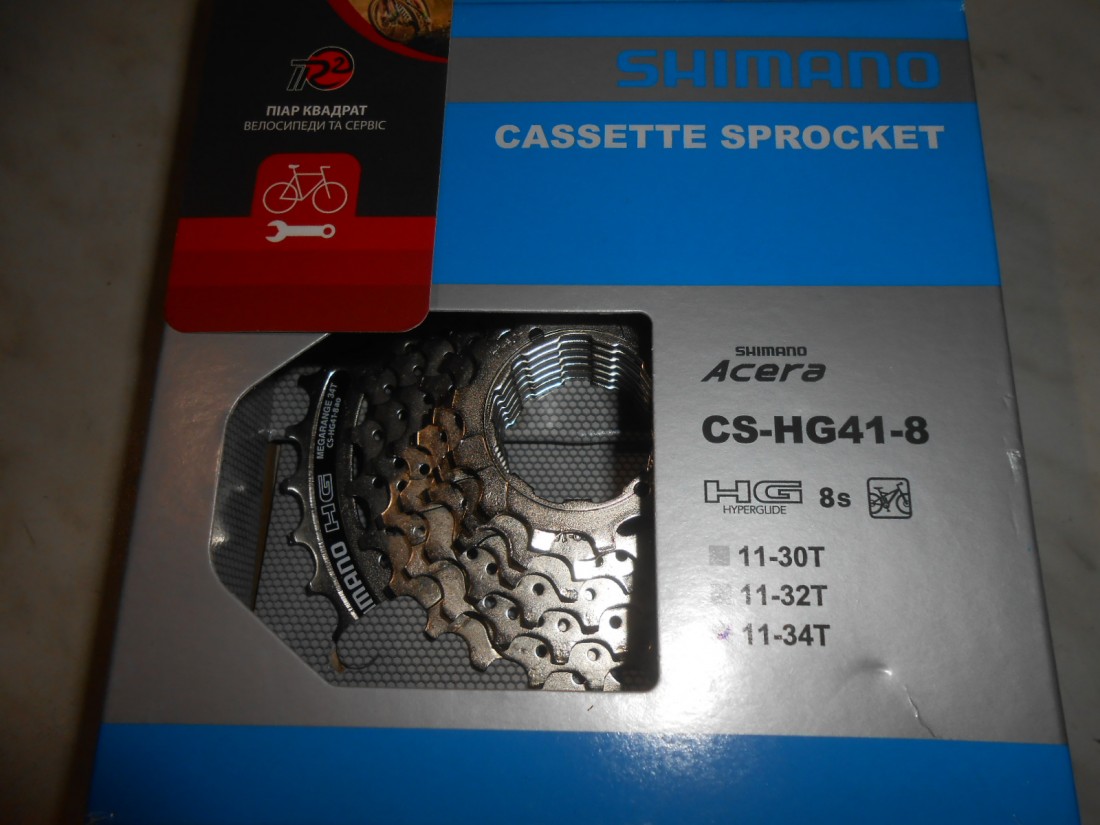 ПІАР КВАДРАТ
ВЕЛОСИПЕДИ ТА СЕРВІС
SHIMANO
CASSETTE SPROCKET
MEGARANGE 34T
CS-HG41-8
HG
IMANO
SHIMANO
Acera
CS-HG41-8
HG
HYPERGLIDE
8s
11-30T
11-32T
11-34T